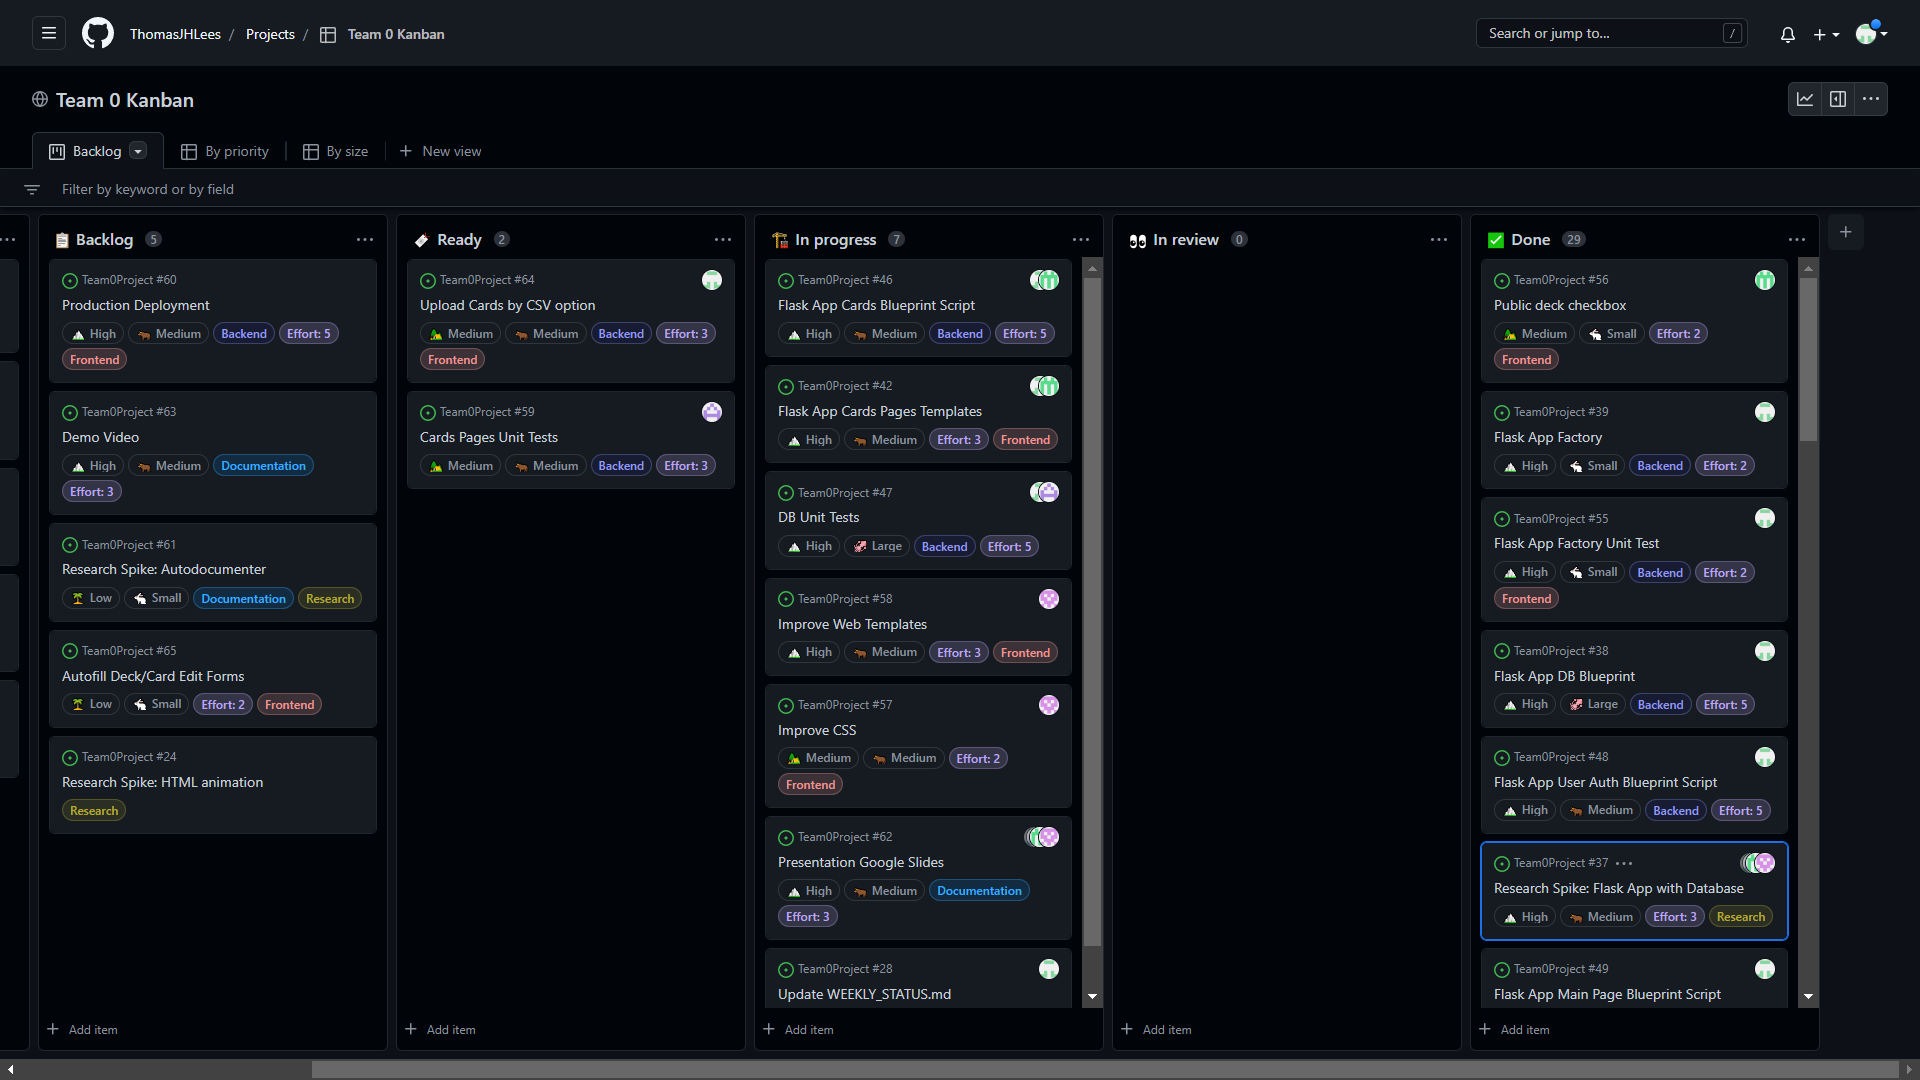 ThomasJHLees / Projects / Team 0 Kanban
Search or jump to... /
Team 0 Kanban
Backlog
By priority
By size
New view
Filter by keyword or by field
Backlog 5
Team0Project #60
Production Deployment
High Medium Backend Effort: 5
Frontend
Team0Project #63
Demo Video
High Medium Documentation
Effort: 3
Team0Project #61
Research Spike: Autodocumenter
Low Small Documentation Research
Team0Project #65
Autofill Deck/Card Edit Forms
Low Small Effort: 2 Frontend
Team0Project #24
Research Spike: HTML animation
Research
Add item
Ready 2
Team0Project #64
Upload Cards by CSV option
Medium Medium Backend Effort: 3
Frontend
Team0Project #59
Cards Pages Unit Tests
Medium Medium Backend Effort: 3
Add item
In progress 7
Team0Project #46
Flask App Cards Blueprint Script
High Medium Backend Effort: 5
Team0Project #42
Flask App Cards Pages Templates
High Medium Effort: 3 Frontend
Team0Project #47
DB Unit Tests
High Large Backend Effort: 5
Team0Project #58
Improve Web Templates
High Medium Effort: 3 Frontend
Team0Project #57
Improve CSS
Medium Medium Effort: 2
Frontend
Team0Project #62
Presentation Google Slides
High Medium Documentation
Effort: 3
Team0Project #28
Update WEEKLY_STATUS.md
Add item
In review 0
Add item
Done 29
Team0Project #56
Public deck checkbox
Medium Small Effort: 2
Frontend
Team0Project #39
Flask App Factory
High Small Backend Effort: 2
Team0Project #55
Flask App Factory Unit Test
High Small Backend Effort: 2
Frontend
Team0Project #38
Flask App DB Blueprint
High Large Backend Effort: 5
Team0Project #48
Flask App User Auth Blueprint Script
High Medium Backend Effort: 5
Team0Project #37
Research Spike: Flask App with Database
High Medium Effort: 3 Research
Team0Project #49
Flask App Main Page Blueprint Script
Add item